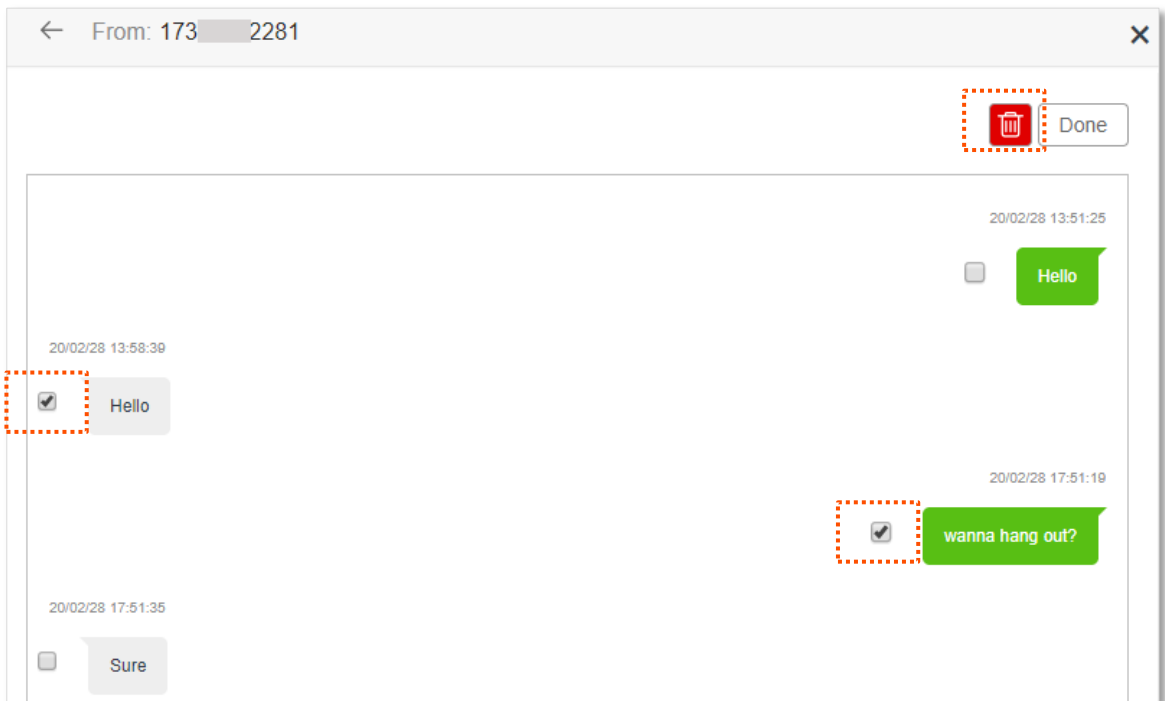 From: 173 2281
Done
20/02/28 13:51:25
Hello
20/02/28 13:58:39
Hello
20/02/28 17:51:19
wanna hang out?
20/02/28 17:51:35
Sure